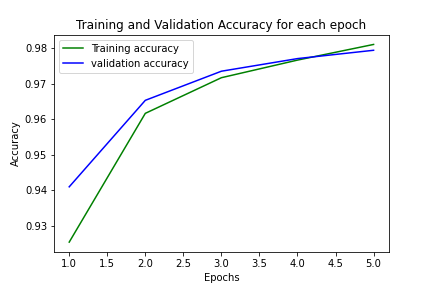 Training and Validation Accuracy for each epoch
Training accuracy
validation accuracy
Accuracy
0.98
0.97
0.96
0.95
0.94
0.93
1.0 1.5 2.0 2.5 3.0 3.5 4.0 4.5 5.0
Epochs